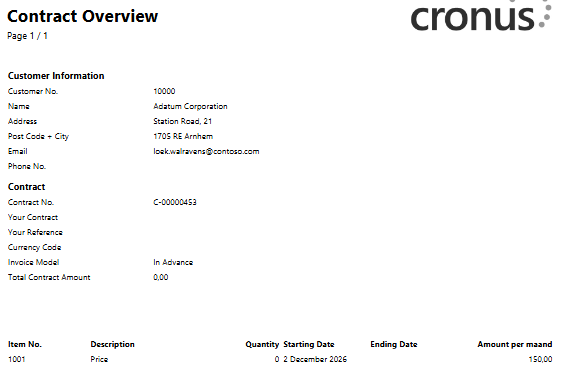 Contract Overview
cronus
Page 1 / 1
Customer Information
Customer No. 10000
Name Adatum Corporation
Address Station Road, 21
Post Code + City 1705 RE Arnhem
Email loek.walravens@contoso.com
Phone No.
Contract
Contract No. C-00000453
Your Contract
Your Reference
Currency Code
Invoice Model In Advance
Total Contract Amount 0,00
Item No. Description Quantity Starting Date Ending Date Amount per maand
1001 Price 0 2 December 2026 150,00